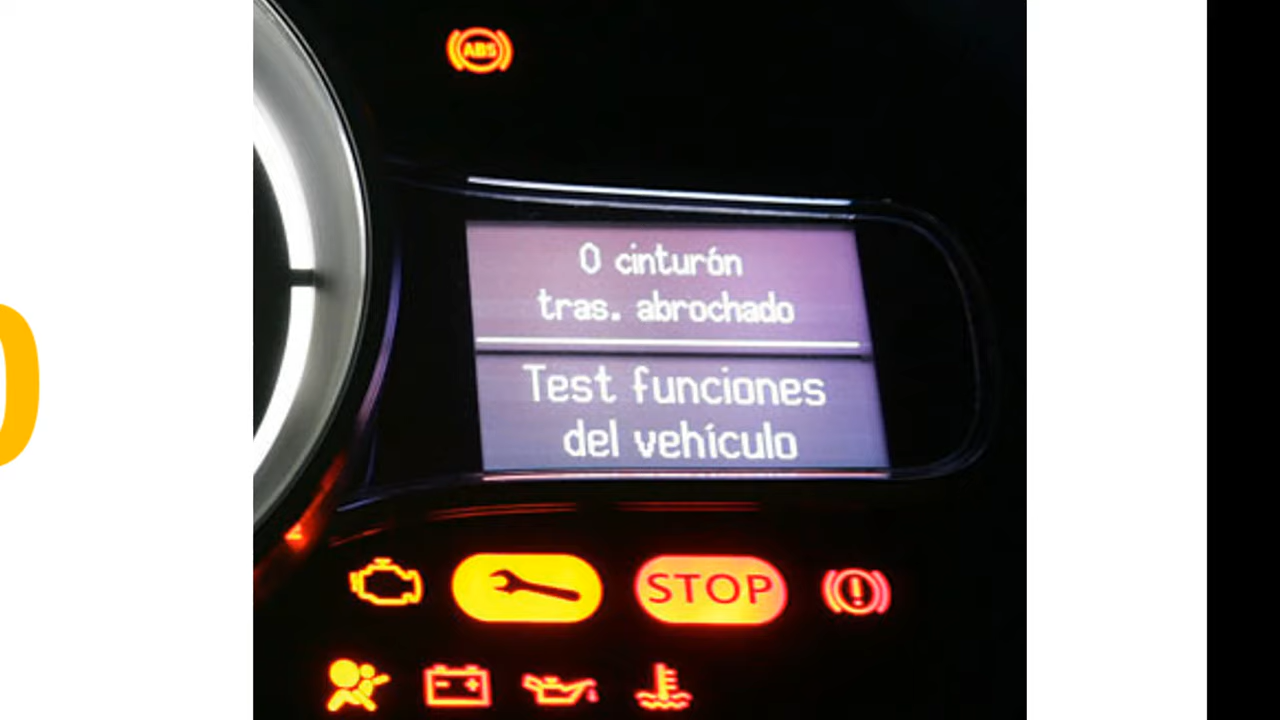 ABS
0 cinturón
tras. abrochado
Test funciones
del vehículo
STOP